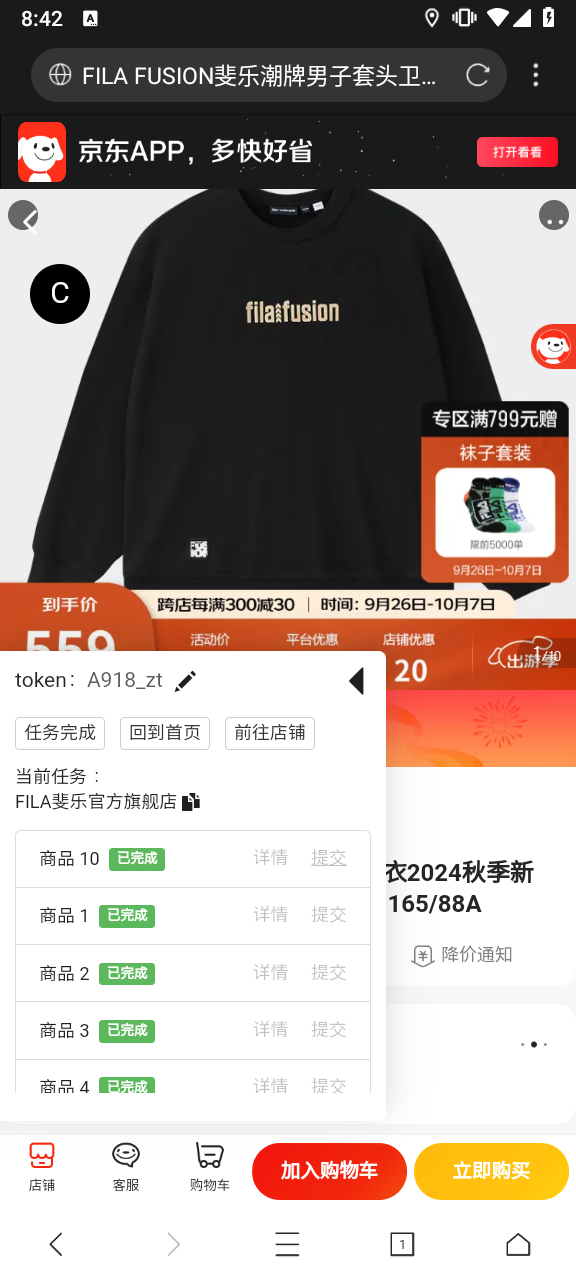 8:42
A
FILA FUSION斐乐潮牌男子套头卫…
京东APP，多快好省
打开看看
C
fila fusion
专区满799元赠
袜子套装
限前5000单
9月26日-10月7日
到手价
跨店每满300减30 | 时间：9月26日-10月7日
559
活动价
平台优惠
店铺优惠
20
出游季
1/10
token： A918_zt
任务完成
回到首页
前往店铺
当前任务 ：
FILA斐乐官方旗舰店
商品 10 已完成 详情 提交
商品 1 已完成 详情 提交
商品 2 已完成 详情 提交
商品 3 已完成 详情 提交
商品 4 已完成 详情 提交
衣2024秋季新
165/88A
降价通知
店铺
客服
购物车
加入购物车
立即购买
1